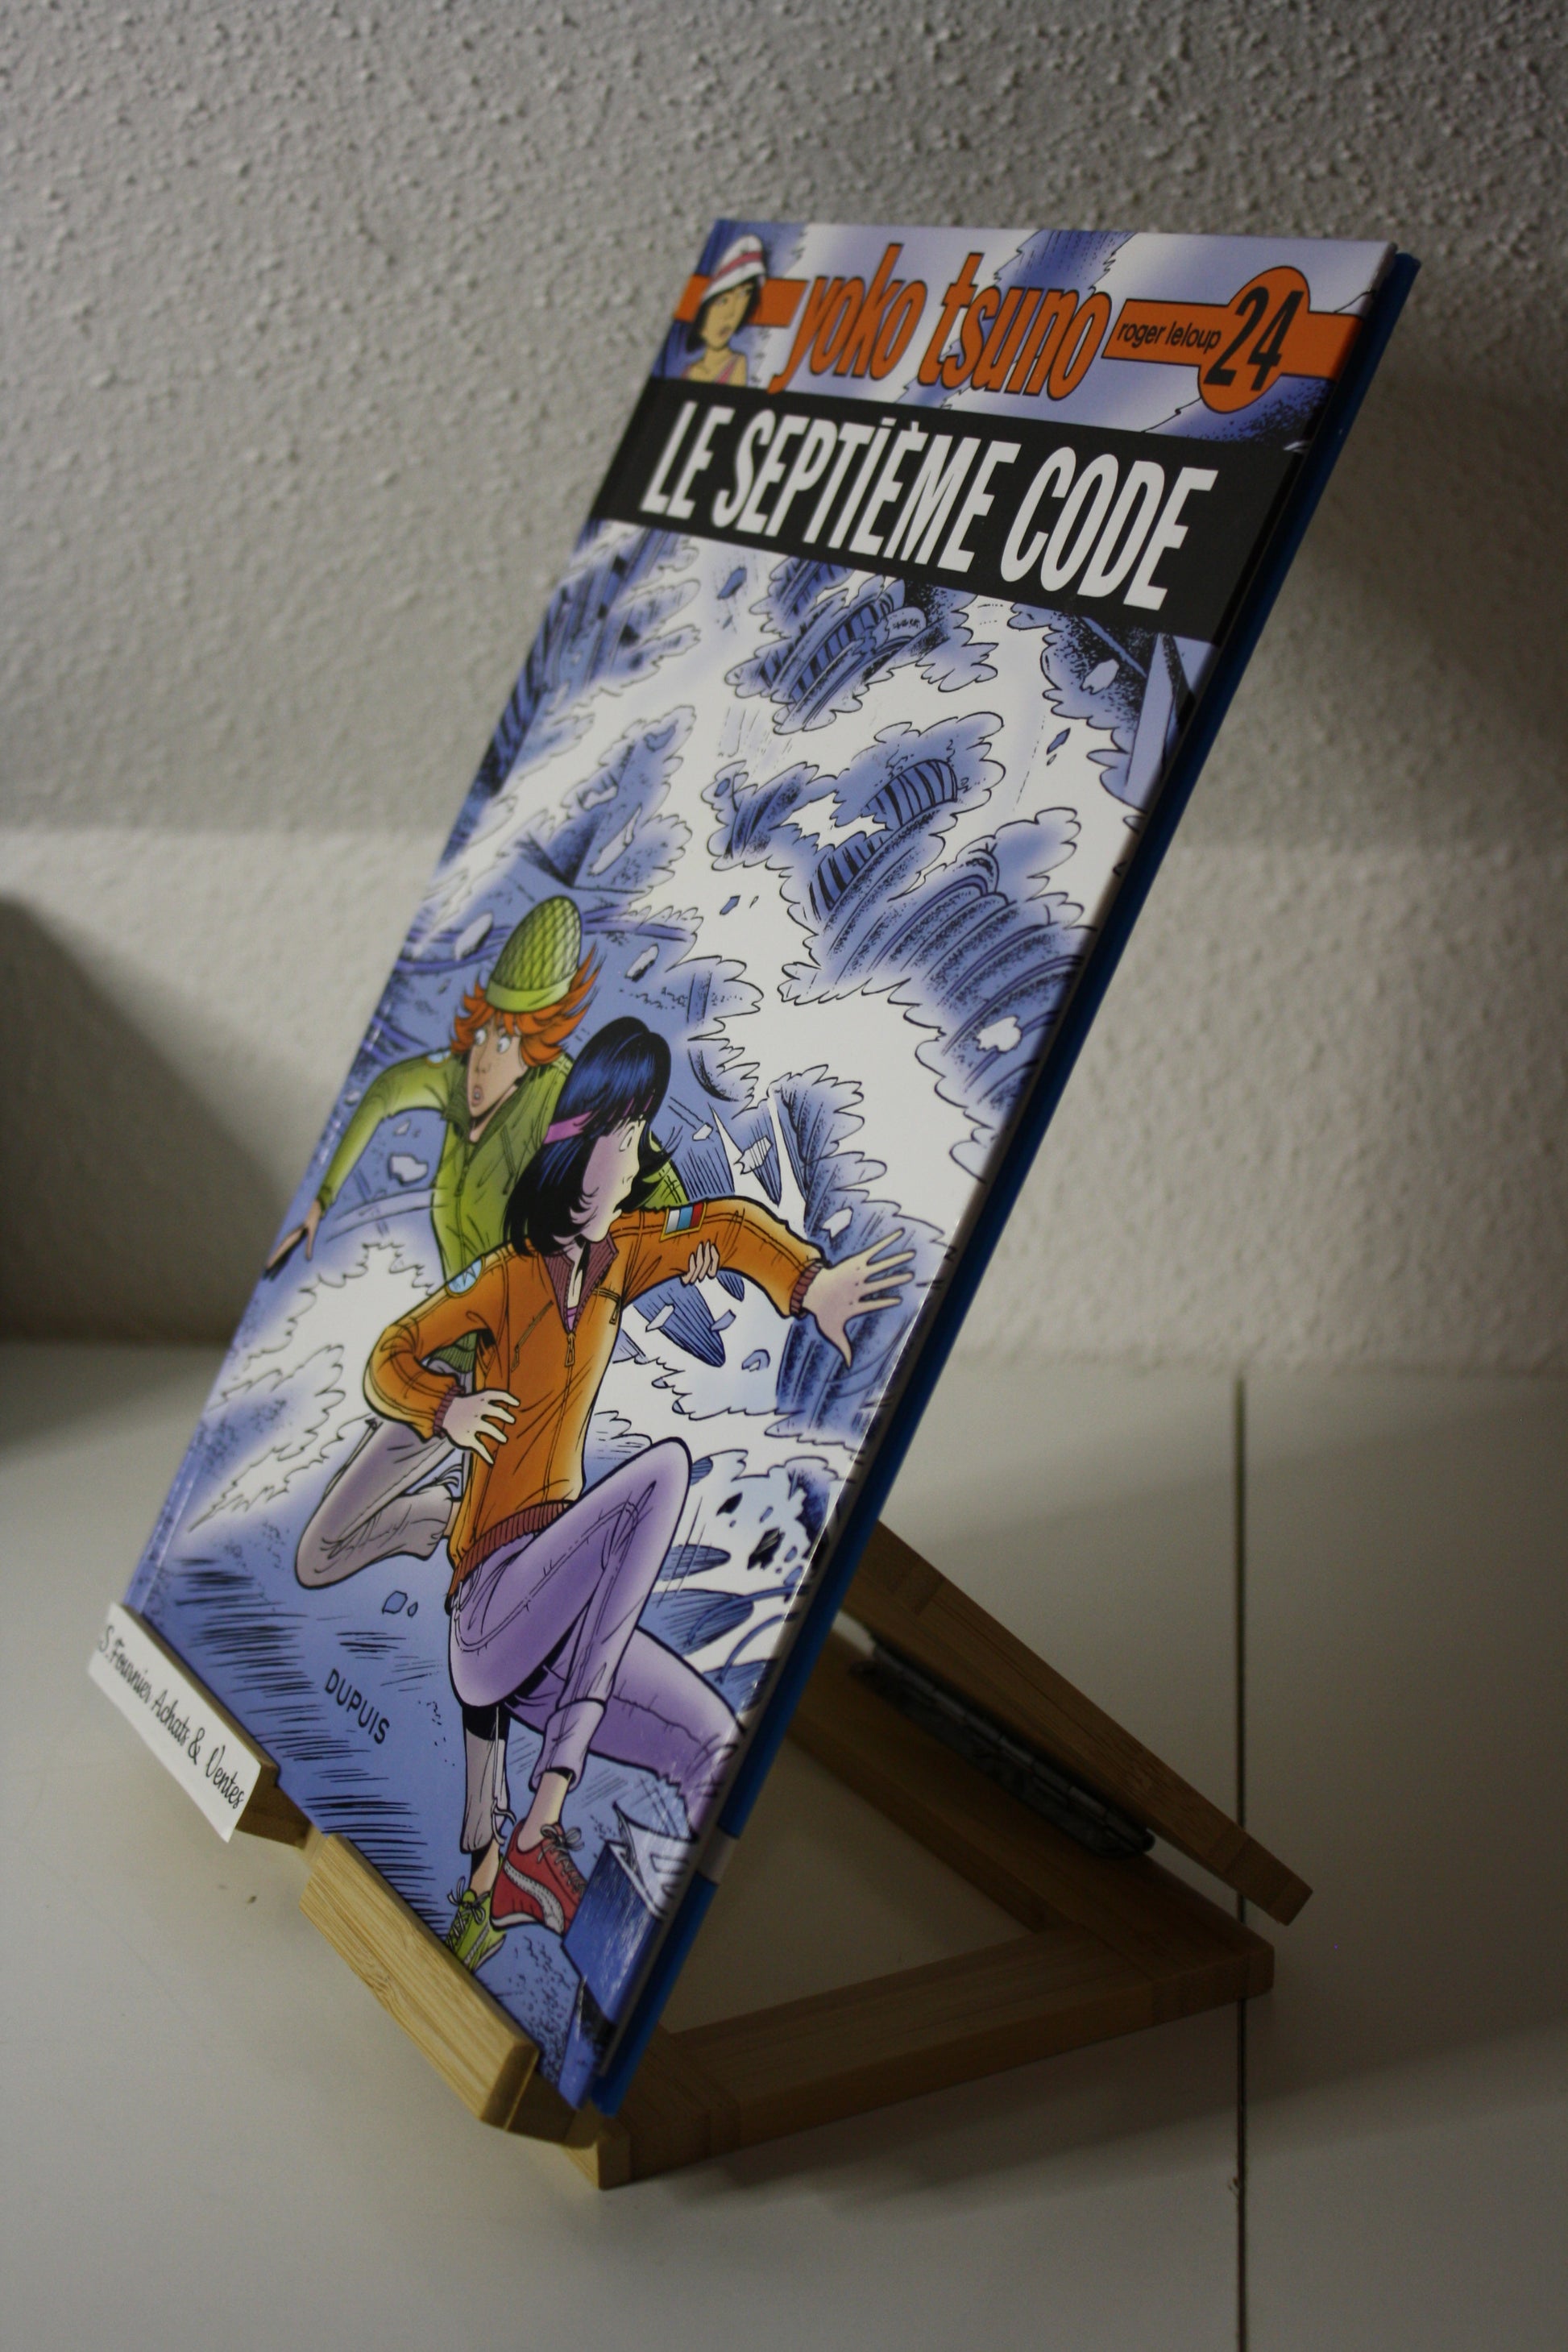 yoko tsuno
roger leloup
24
LE SEPTIÈME CODE
DUPUIS
S. Fournier Achats & Ventes